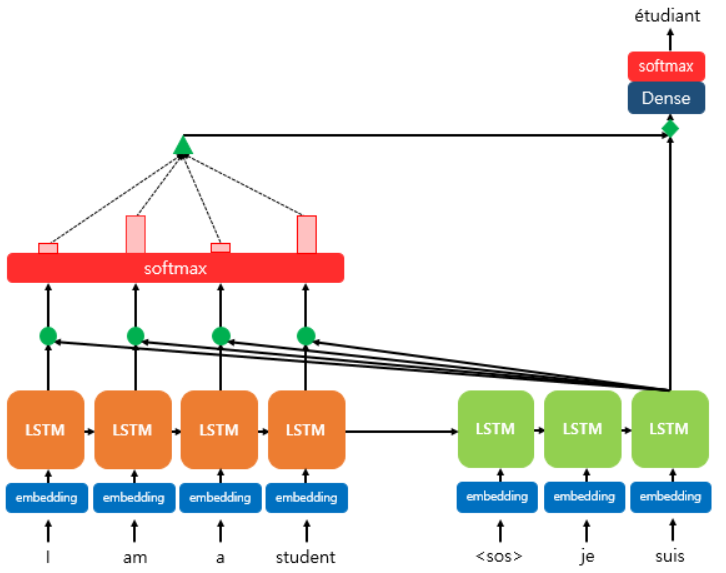 étudiant
softmax
Dense
softmax
LSTM LSTM LSTM LSTM LSTM LSTM LSTM
embedding embedding embedding embedding embedding embedding embedding
I am a student <sos> je suis